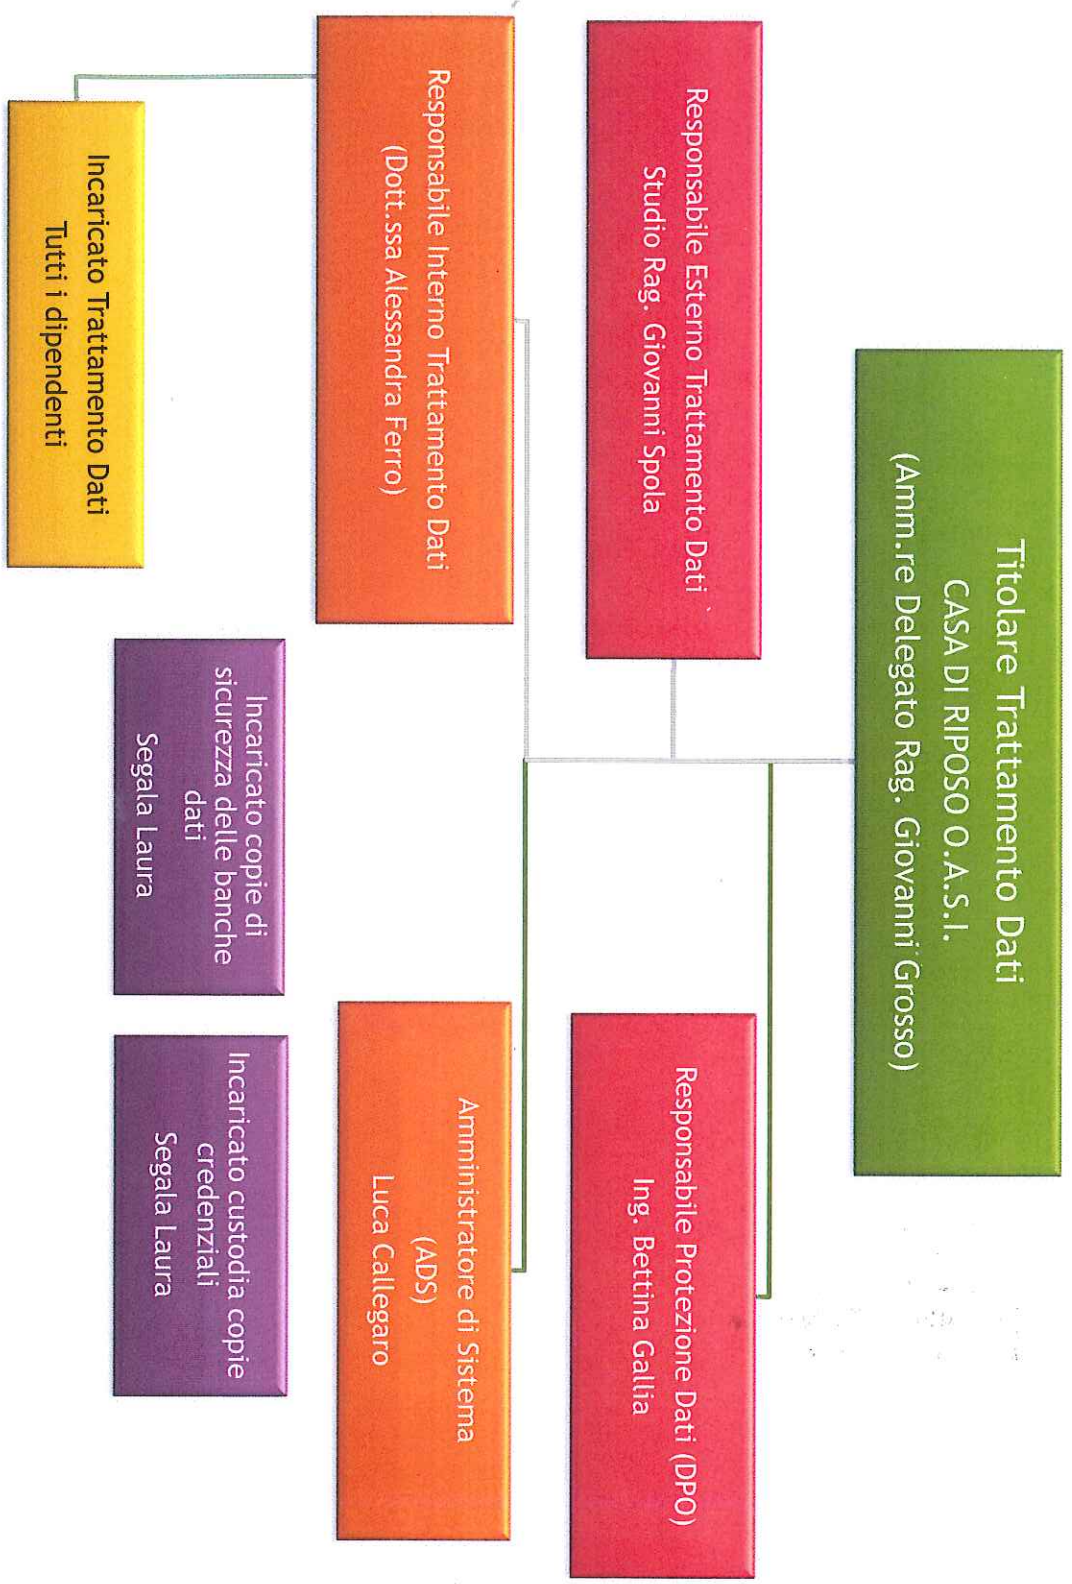 Titolare Trattamento Dati
CASA DI RIPOSO O.A.S.I.
(Amm.re Delegato Rag. Giovanni Grosso)
Responsabile Esterno Trattamento Dati
Studio Rag. Giovanni Spola
Responsabile Protezione Dati (DPO)
Ing. Bettina Gallia
Responsabile Interno Trattamento Dati
(Dott.ssa Alessandra Ferro)
Amministratore di Sistema
(ADS)
Luca Callegaro
Incaricato Trattamento Dati
Tutti i dipendenti
Incaricato copie di
sicurezza delle banche
dati
Segala Laura
Incaricato custodia copie
credenziali
Segala Laura